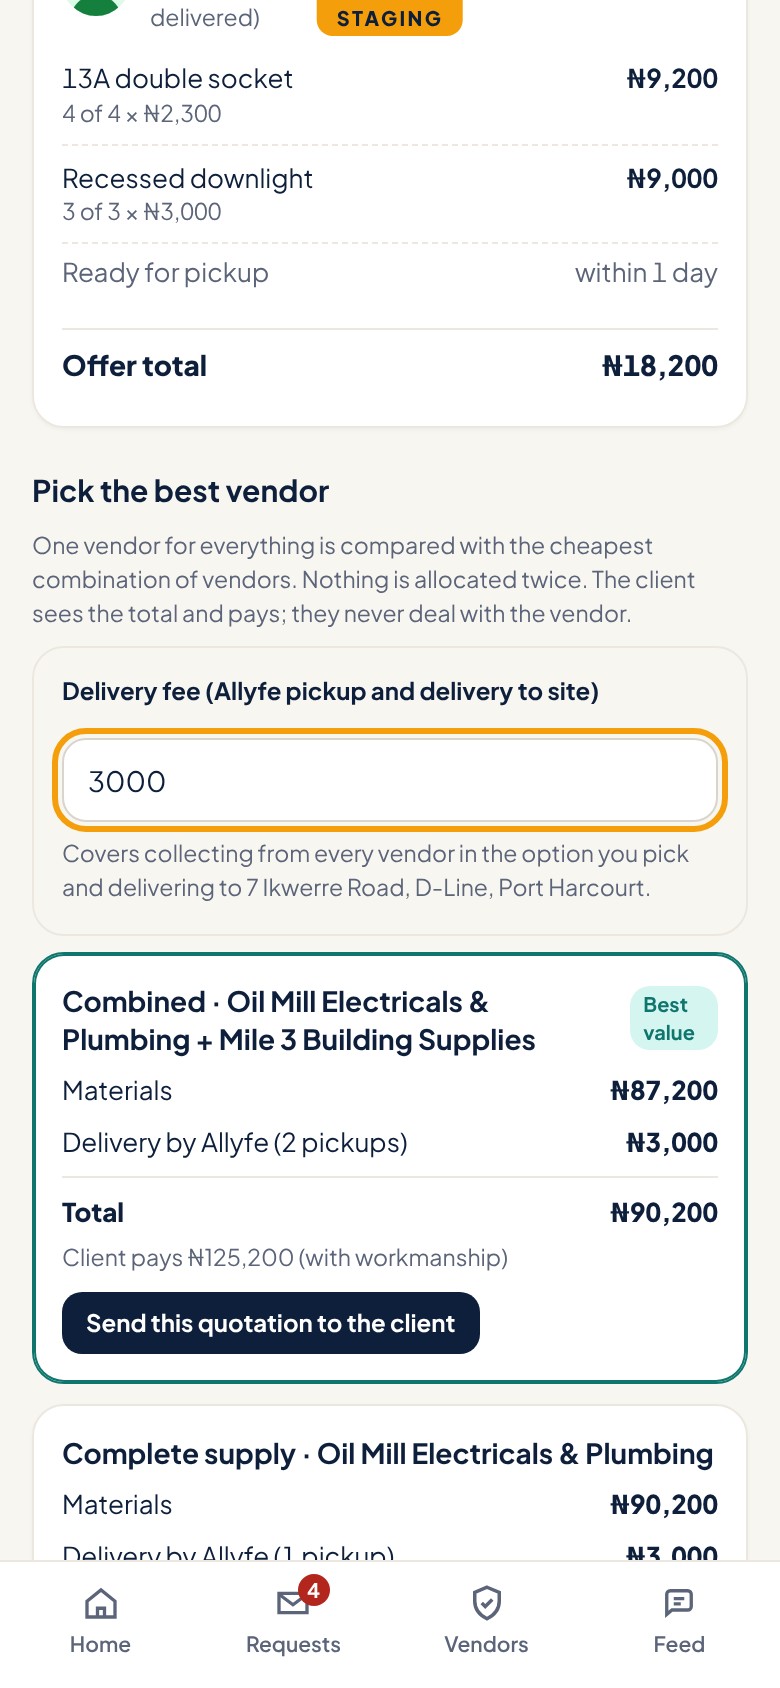 delivered)
STAGING
13A double socket ₦9,200
4 of 4 × ₦2,300
Recessed downlight ₦9,000
3 of 3 × ₦3,000
Ready for pickup within 1 day
Offer total ₦18,200
Pick the best vendor
One vendor for everything is compared with the cheapest
combination of vendors. Nothing is allocated twice. The client
sees the total and pays; they never deal with the vendor.
Delivery fee (Allyfe pickup and delivery to site)
3000
Covers collecting from every vendor in the option you pick
and delivering to 7 Ikwerre Road, D-Line, Port Harcourt.
Combined · Oil Mill Electricals &
Plumbing + Mile 3 Building Supplies
Best
value
Materials ₦87,200
Delivery by Allyfe (2 pickups) ₦3,000
Total ₦90,200
Client pays ₦125,200 (with workmanship)
Send this quotation to the client
Complete supply · Oil Mill Electricals & Plumbing
Materials ₦90,200
Delivery by Allyfe (1 pickup) ₦3,000
4
Home Requests Vendors Feed